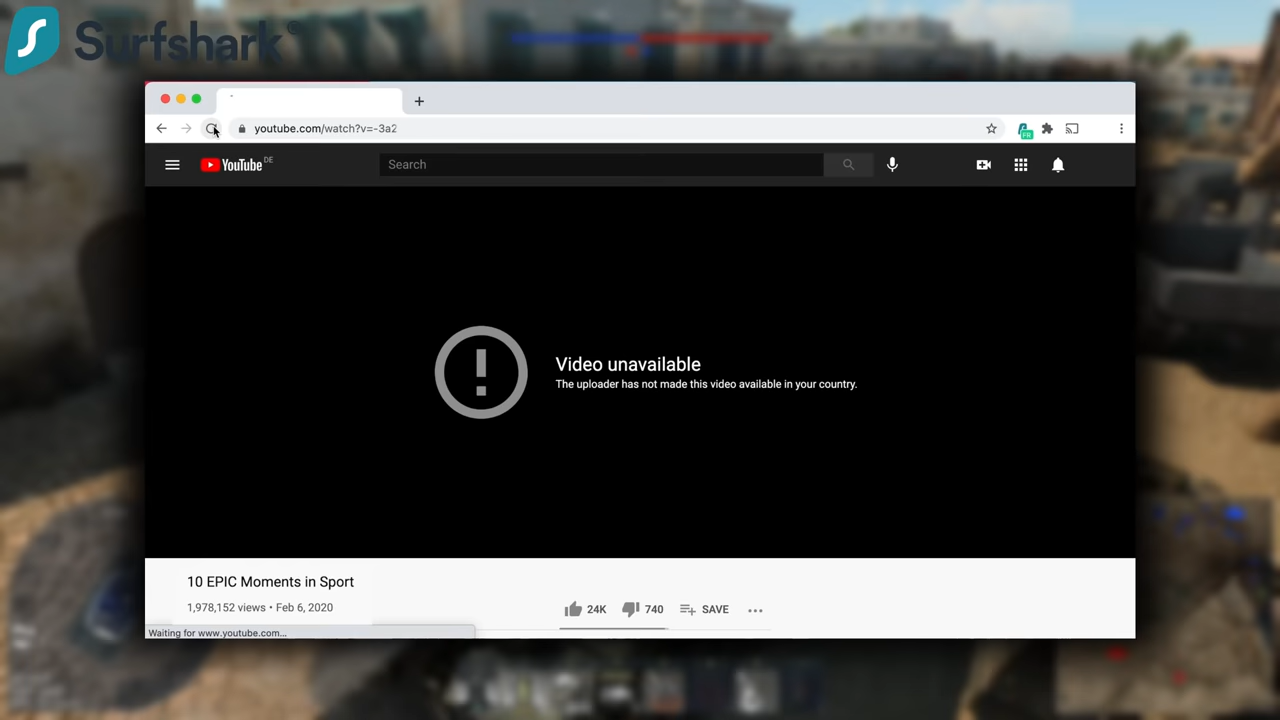 Surfshark
youtube.com/watch?v=-3a2
FR
YouTube DE
Search
Video unavailable
The uploader has not made this video available in your country.
10 EPIC Moments in Sport
1,978,152 views • Feb 6, 2020
24K
740
SAVE
Waiting for www.youtube.com...